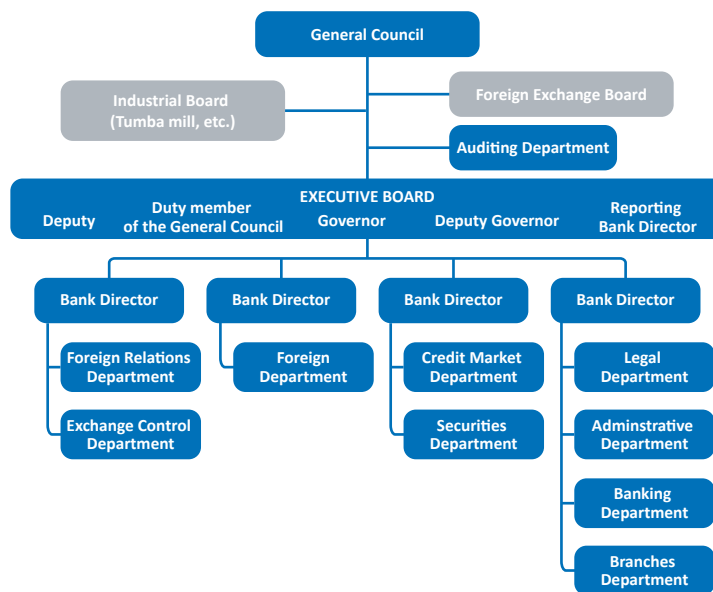 General Council
Industrial Board
(Tumba mill, etc.)
Foreign Exchange Board
Auditing Department
EXECUTIVE BOARD
Deputy
Duty member
of the General Council
Governor
Deputy Governor
Reporting
Bank Director
Bank Director
Bank Director
Bank Director
Bank Director
Foreign Relations
Department
Foreign
Department
Credit Market
Department
Legal
Department
Exchange Control
Department
Securities
Department
Adminstrative
Department
Banking
Department
Branches
Department